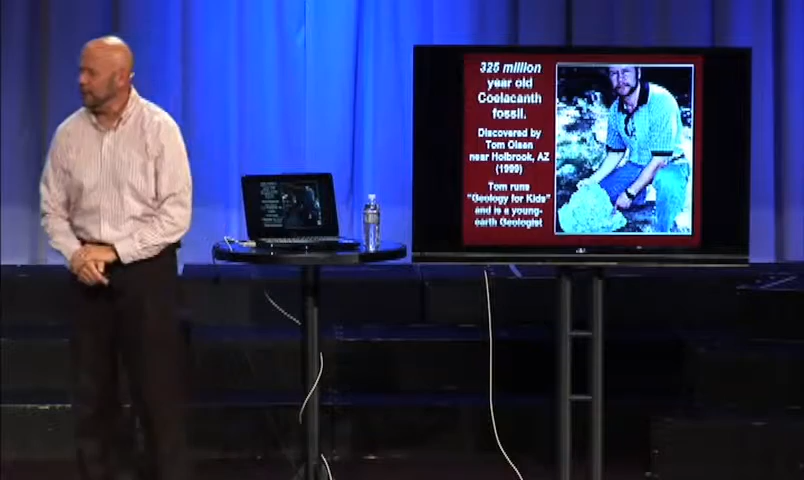 325 million
year old
Coelacanth
fossil.
Discovered by
Tom Olsen
near Holbrook, AZ
(1999)
Tom runs
"Geology for Kids"
and is a young-
earth Geologist